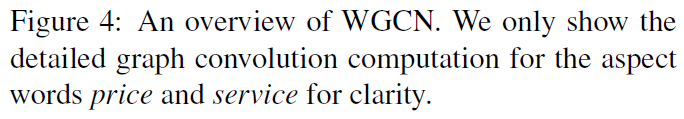 Figure 4: An overview of WGCN. We only show the
detailed graph convolution computation for the aspect
words price and service for clarity.